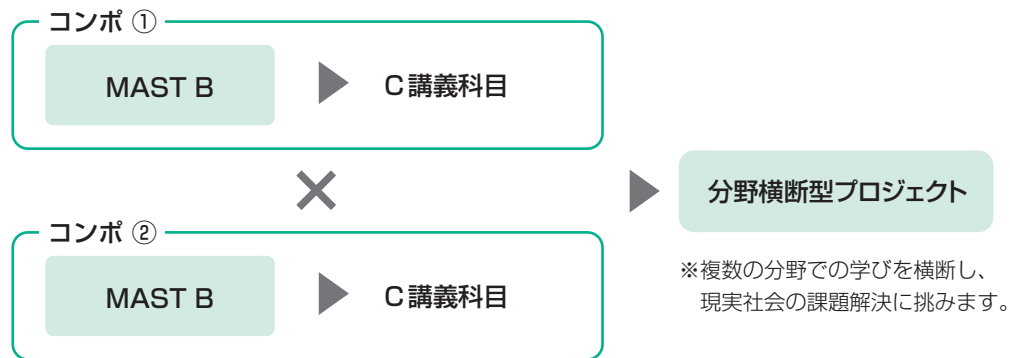 コンポ ①
MAST B
C講義科目
×
コンポ ②
MAST B
C講義科目
分野横断型プロジェクト
※複数の分野での学びを横断し、
現実社会の課題解決に挑みます。